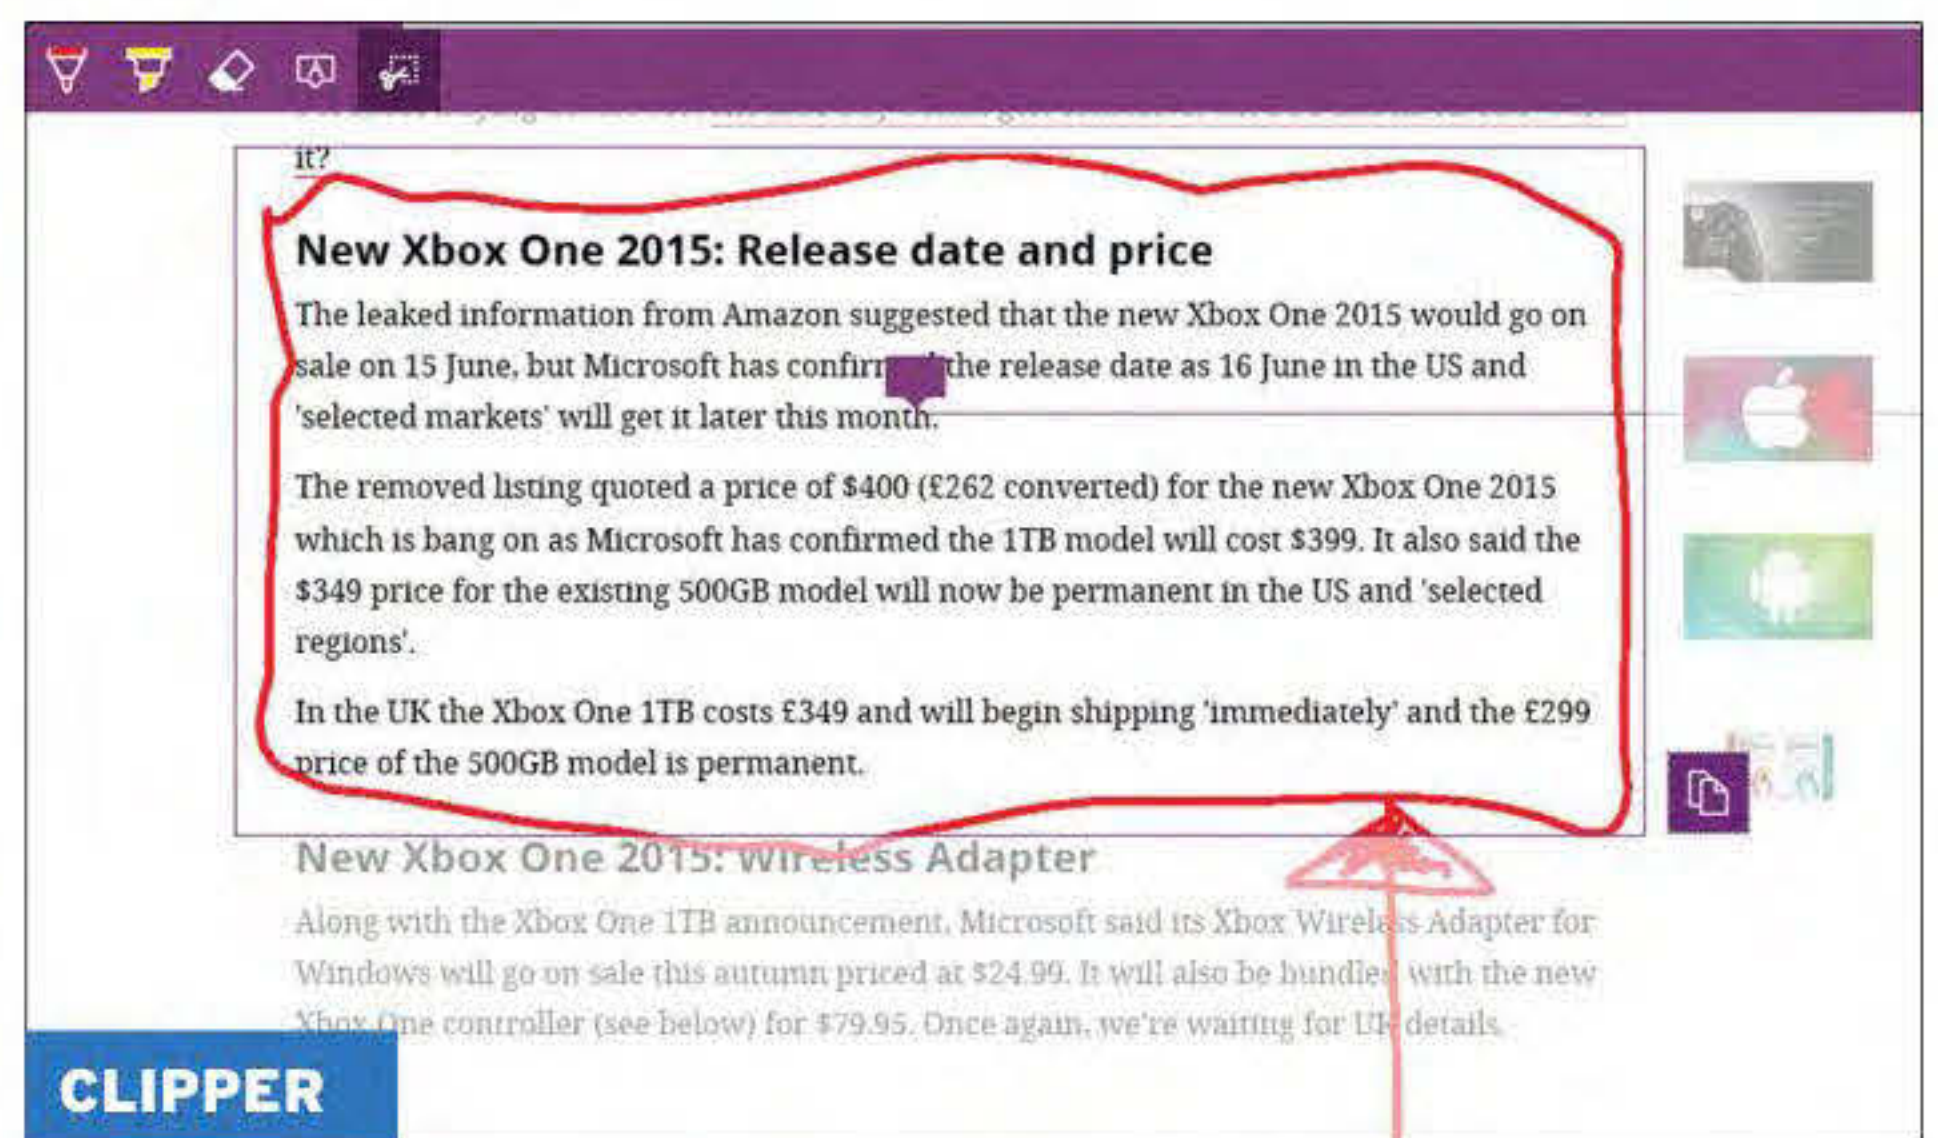 it?
New Xbox One 2015: Release date and price
The leaked information from Amazon suggested that the new Xbox One 2015 would go on
sale on 15 June, but Microsoft has the release date as 16 June in the US and
'selected markets' will get it later this month.
The removed listing quoted a price of $400 (£262 converted) for the new Xbox One 2015
which is bang on as Microsoft has confirmed the 1TB model will cost $399. It also said the
$349 price for the existing 500GB model will now be permanent in the US and 'selected
regions'.
In the UK the Xbox One 1TB costs £349 and will begin shipping 'immediately' and the £299
price of the 500GB model is permanent.
New Xbox One 2015: Wireless Adapter
Along with the Xbox One 1TB announcement, Microsoft said its Xbox Wireless Adapter for
Windows will go on sale this autumn priced at $24.99. It will also be bundled with the new
Xbox One controller (see below) for $79.95. Once again, we're waiting for UK details.
CLIPPER